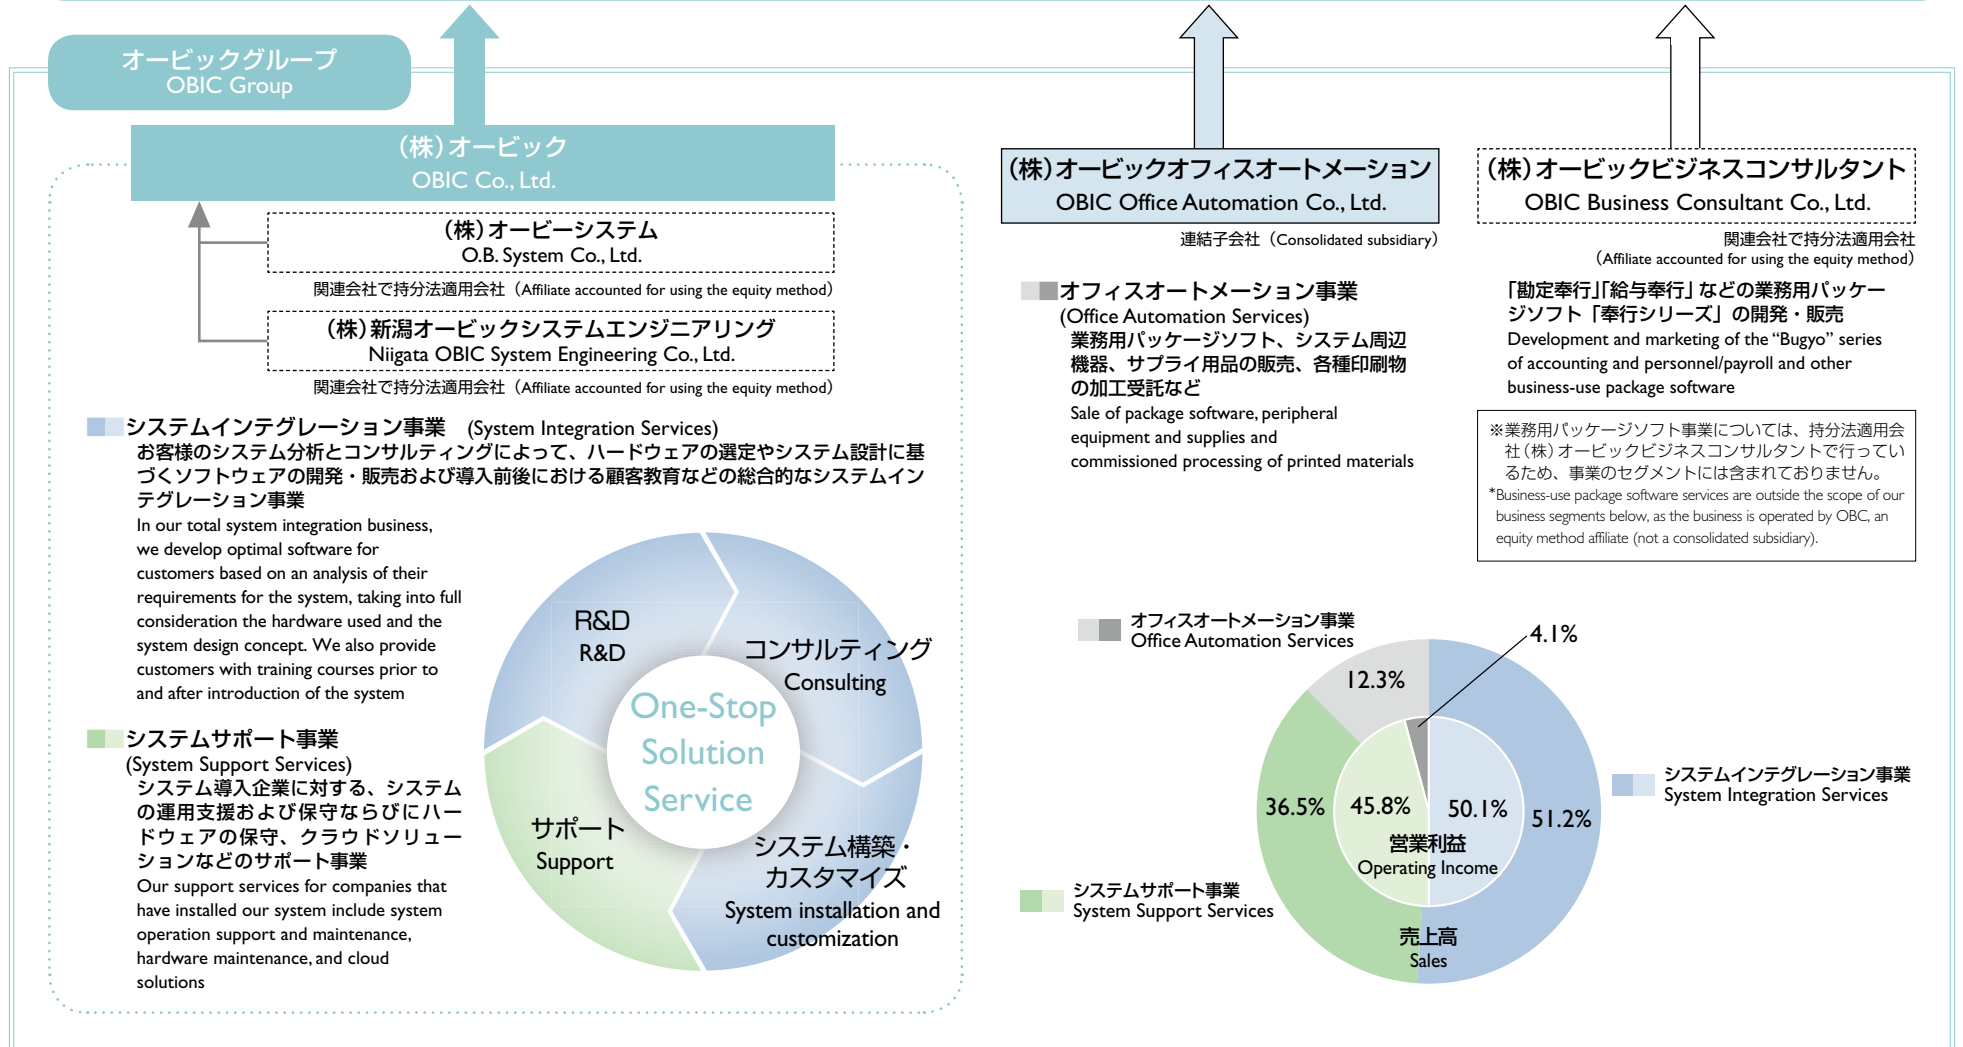 オービックグループ
OBIC Group
（株）オービック
OBIC Co., Ltd.
（株）オービーシステム
O.B. System Co., Ltd.
関連会社で持分法適用会社（Affiliate accounted for using the equity method）
（株）新潟オービックシステムエンジニアリング
Niigata OBIC System Engineering Co., Ltd.
関連会社で持分法適用会社（Affiliate accounted for using the equity method）
システムインテグレーション事業 (System Integration Services)
お客様のシステム分析とコンサルティングによって、ハードウェアの選定やシステム設計に基
づくソフトウェアの開発・販売および導入前後における顧客教育などの総合的なシステムイン
テグレーション事業
In our total system integration business,
we develop optimal software for
customers based on an analysis of their
requirements for the system, taking into full
consideration the hardware used and the
system design concept. We also provide
customers with training courses prior to
and after introduction of the system
システムサポート事業
(System Support Services)
システム導入企業に対する、システム
の運用支援および保守ならびにハー
ドウェアの保守、クラウドソリュー
ションなどのサポート事業
Our support services for companies that
have installed our system include system
operation support and maintenance,
hardware maintenance, and cloud
solutions
R&D
R&D
コンサルティング
Consulting
One-Stop
Solution
Service
サポート
Support
システム構築・
カスタマイズ
System installation and
customization
（株）オービックオフィスオートメーション
OBIC Office Automation Co., Ltd.
連結子会社（Consolidated subsidiary）
オフィスオートメーション事業
(Office Automation Services)
業務用パッケージソフト、システム周辺
機器、サプライ用品の販売、各種印刷物
の加工受託など
Sale of package software, peripheral
equipment and supplies and
commissioned processing of printed materials
（株）オービックビジネスコンサルタント
OBIC Business Consultant Co., Ltd.
関連会社で持分法適用会社
（Affiliate accounted for using the equity method）
「勘定奉行」「給与奉行」などの業務用パッケー
ジソフト「奉行シリーズ」の開発・販売
Development and marketing of the “Bugyo” series
of accounting and personnel/payroll and other
business-use package software
※業務用パッケージソフト事業については、持分法適用会
社（株）オービックビジネスコンサルタントで行ってい
るため、事業のセグメントには含まれておりません。
*Business-use package software services are outside the scope of our
business segments below, as the business is operated by OBC, an
equity method affiliate (not a consolidated subsidiary).
オフィスオートメーション事業
Office Automation Services
4.1%
12.3%
システムインテグレーション事業
System Integration Services
36.5%
45.8%
50.1%
51.2%
営業利益
Operating Income
システムサポート事業
System Support Services
売上高
Sales